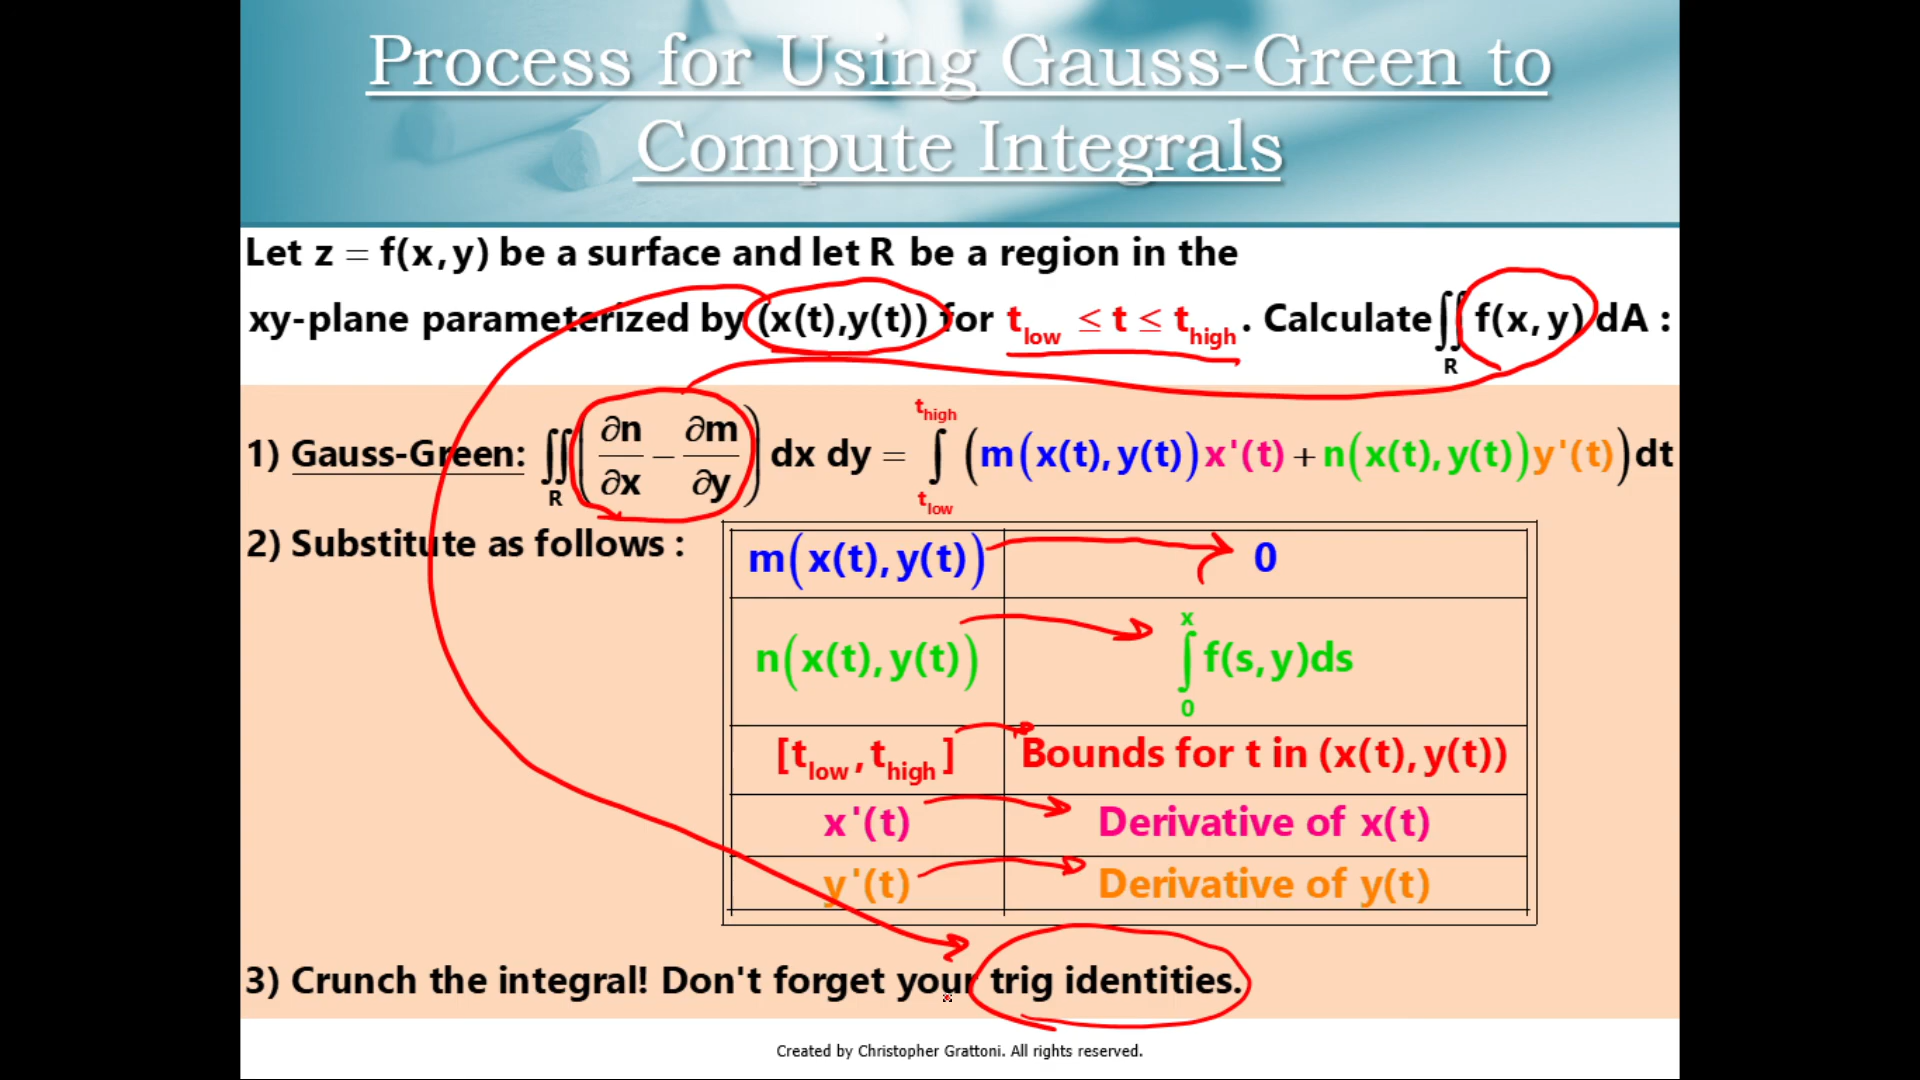 Process for Using Gauss-Green to
Compute Integrals
Let z = f(x,y) be a surface and let R be a region in the
xy-plane parameterized by (x(t),y(t)) for t_low ≤ t ≤ t_high. Calculate ∬_R f(x,y) dA :
1) Gauss-Green: ∬_R (∂n/∂x − ∂m/∂y) dx dy = ∫_{t_low}^{t_high} (m(x(t),y(t))x'(t) + n(x(t),y(t))y'(t))dt
2) Substitute as follows :
m(x(t),y(t)) 0
n(x(t),y(t)) ∫_0^x f(s,y)ds
[t_low,t_high] Bounds for t in (x(t),y(t))
x'(t) Derivative of x(t)
y'(t) Derivative of y(t)
3) Crunch the integral! Don't forget your trig identities.
Created by Christopher Grattoni. All rights reserved.